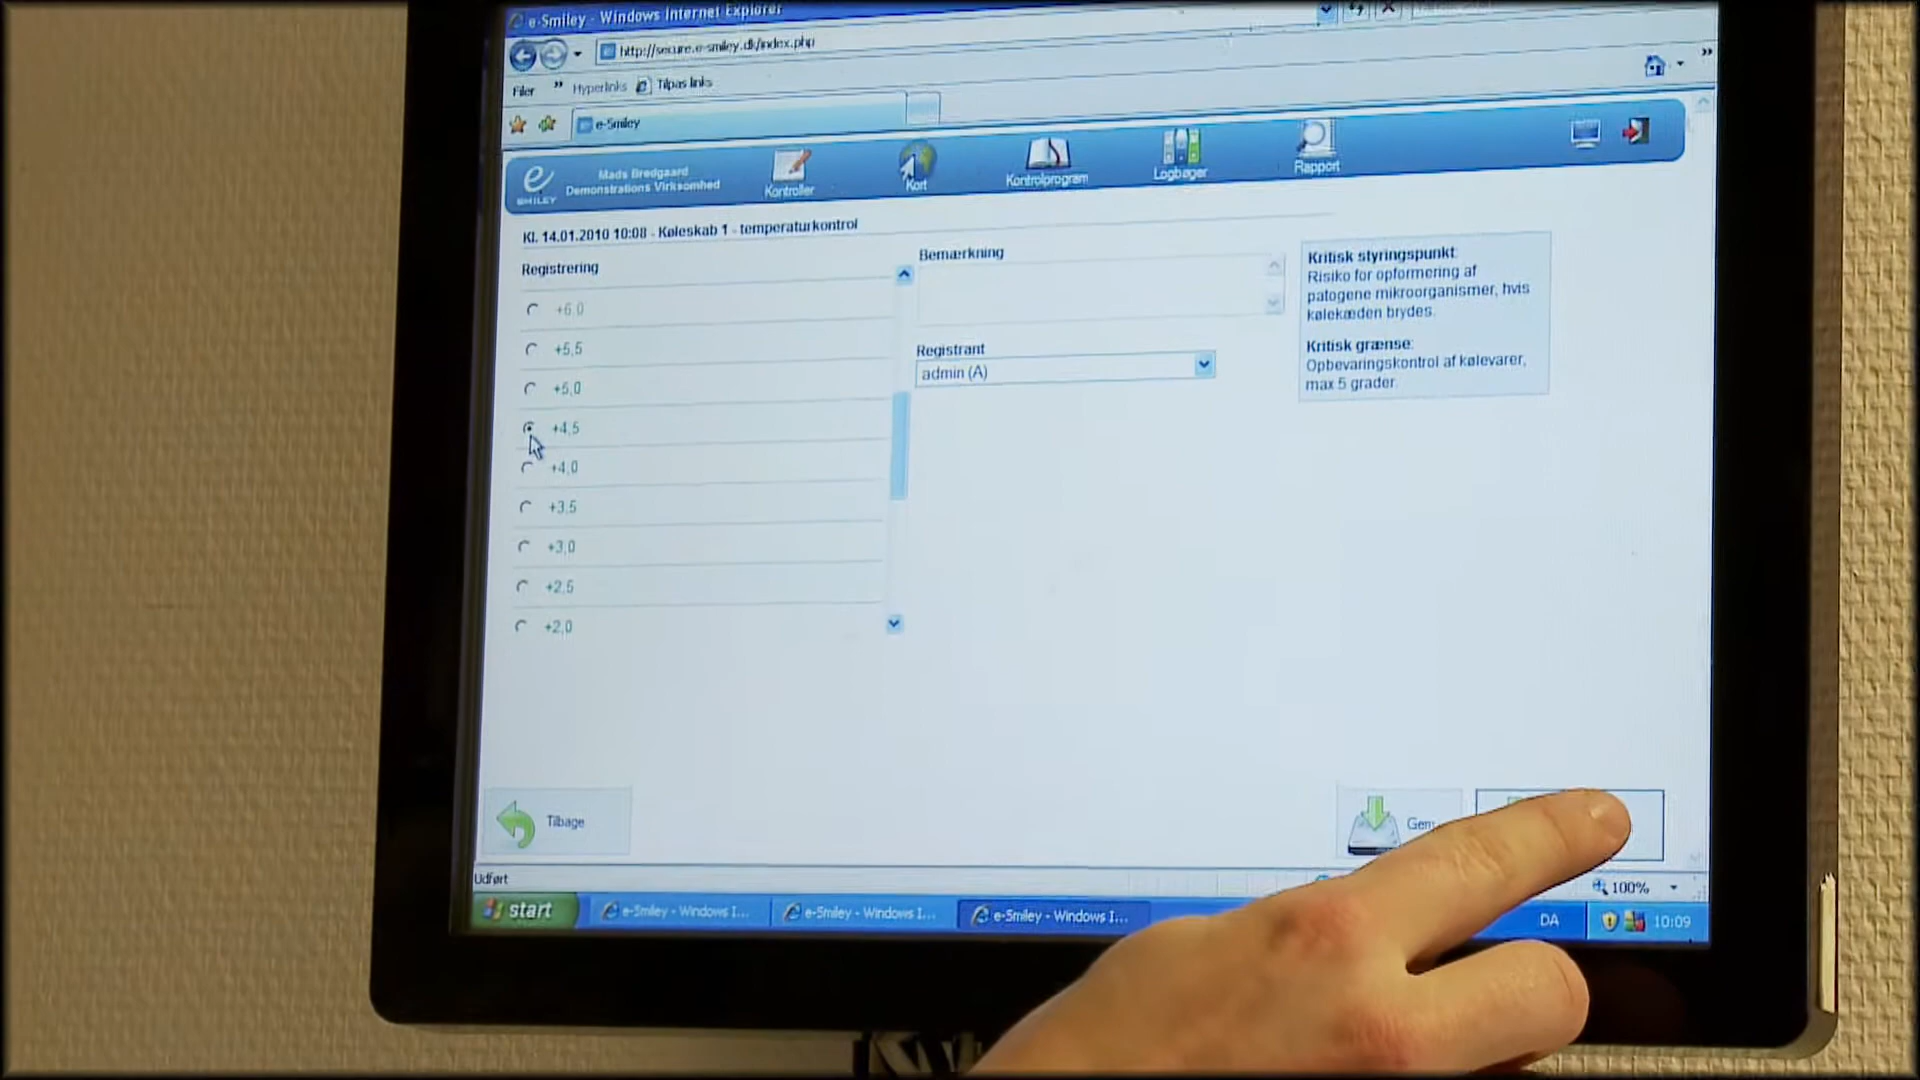 e-Smiley - Windows Internet Explorer
http://secure.e-smiley.dk/index.php
Filer » Hyperlinks Tilpas links
»
e-Smiley
e
SMILEY
Mads Bredgaard
Demonstrations Virksomhed
Kontroller
Kort
Kontrolprogram
Logbøger
Rapport
Kl. 14.01.2010 10:08 - Køleskab 1 - temperaturkontrol
Registrering
+6,0
+5,5
+5,0
+4,5
+4,0
+3,5
+3,0
+2,5
+2,0
Bemærkning
Registrant
admin (A)
Kritisk styringspunkt:
Risiko for opformering af
patogene mikroorganismer, hvis
kølekæden brydes.
Kritisk grænse:
Opbevaringskontrol af kølevarer,
max 5 grader.
Tilbage
Gem
Udført
100%
start
e-Smiley - Windows I...
e-Smiley - Windows I...
e-Smiley - Windows I...
DA
10:09